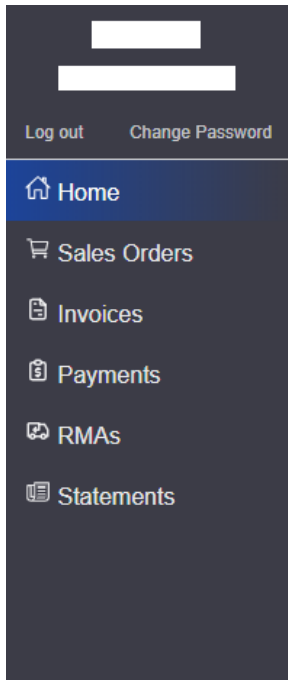 Log out Change Password
Home
Sales Orders
Invoices
Payments
RMAs
Statements